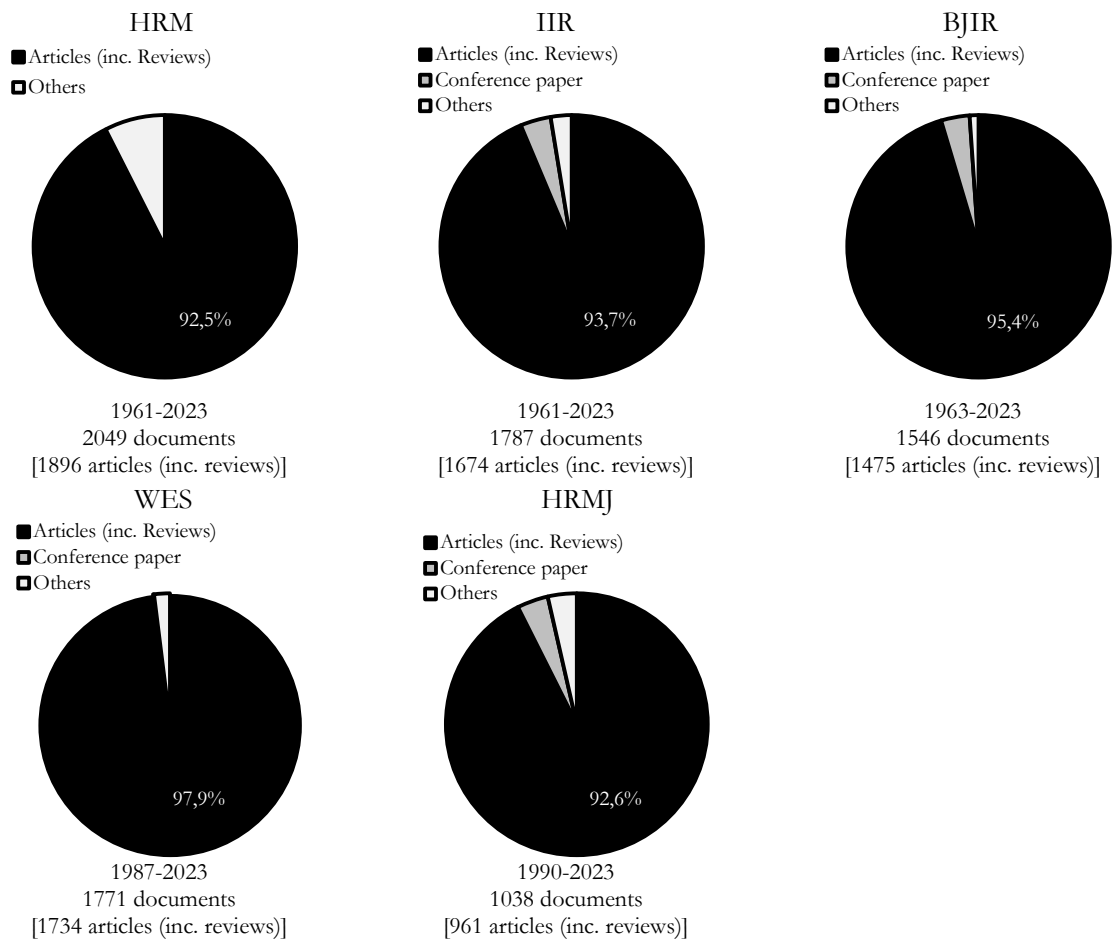 HRM
Articles (inc. Reviews)
Others
92,5%
1961-2023
2049 documents
[1896 articles (inc. reviews)]
IIR
Articles (inc. Reviews)
Conference paper
Others
93,7%
1961-2023
1787 documents
[1674 articles (inc. reviews)]
BJIR
Articles (inc. Reviews)
Conference paper
Others
95,4%
1963-2023
1546 documents
[1475 articles (inc. reviews)]
WES
Articles (inc. Reviews)
Conference paper
Others
97,9%
1987-2023
1771 documents
[1734 articles (inc. reviews)]
HRMJ
Articles (inc. Reviews)
Conference paper
Others
92,6%
1990-2023
1038 documents
[961 articles (inc. reviews)]